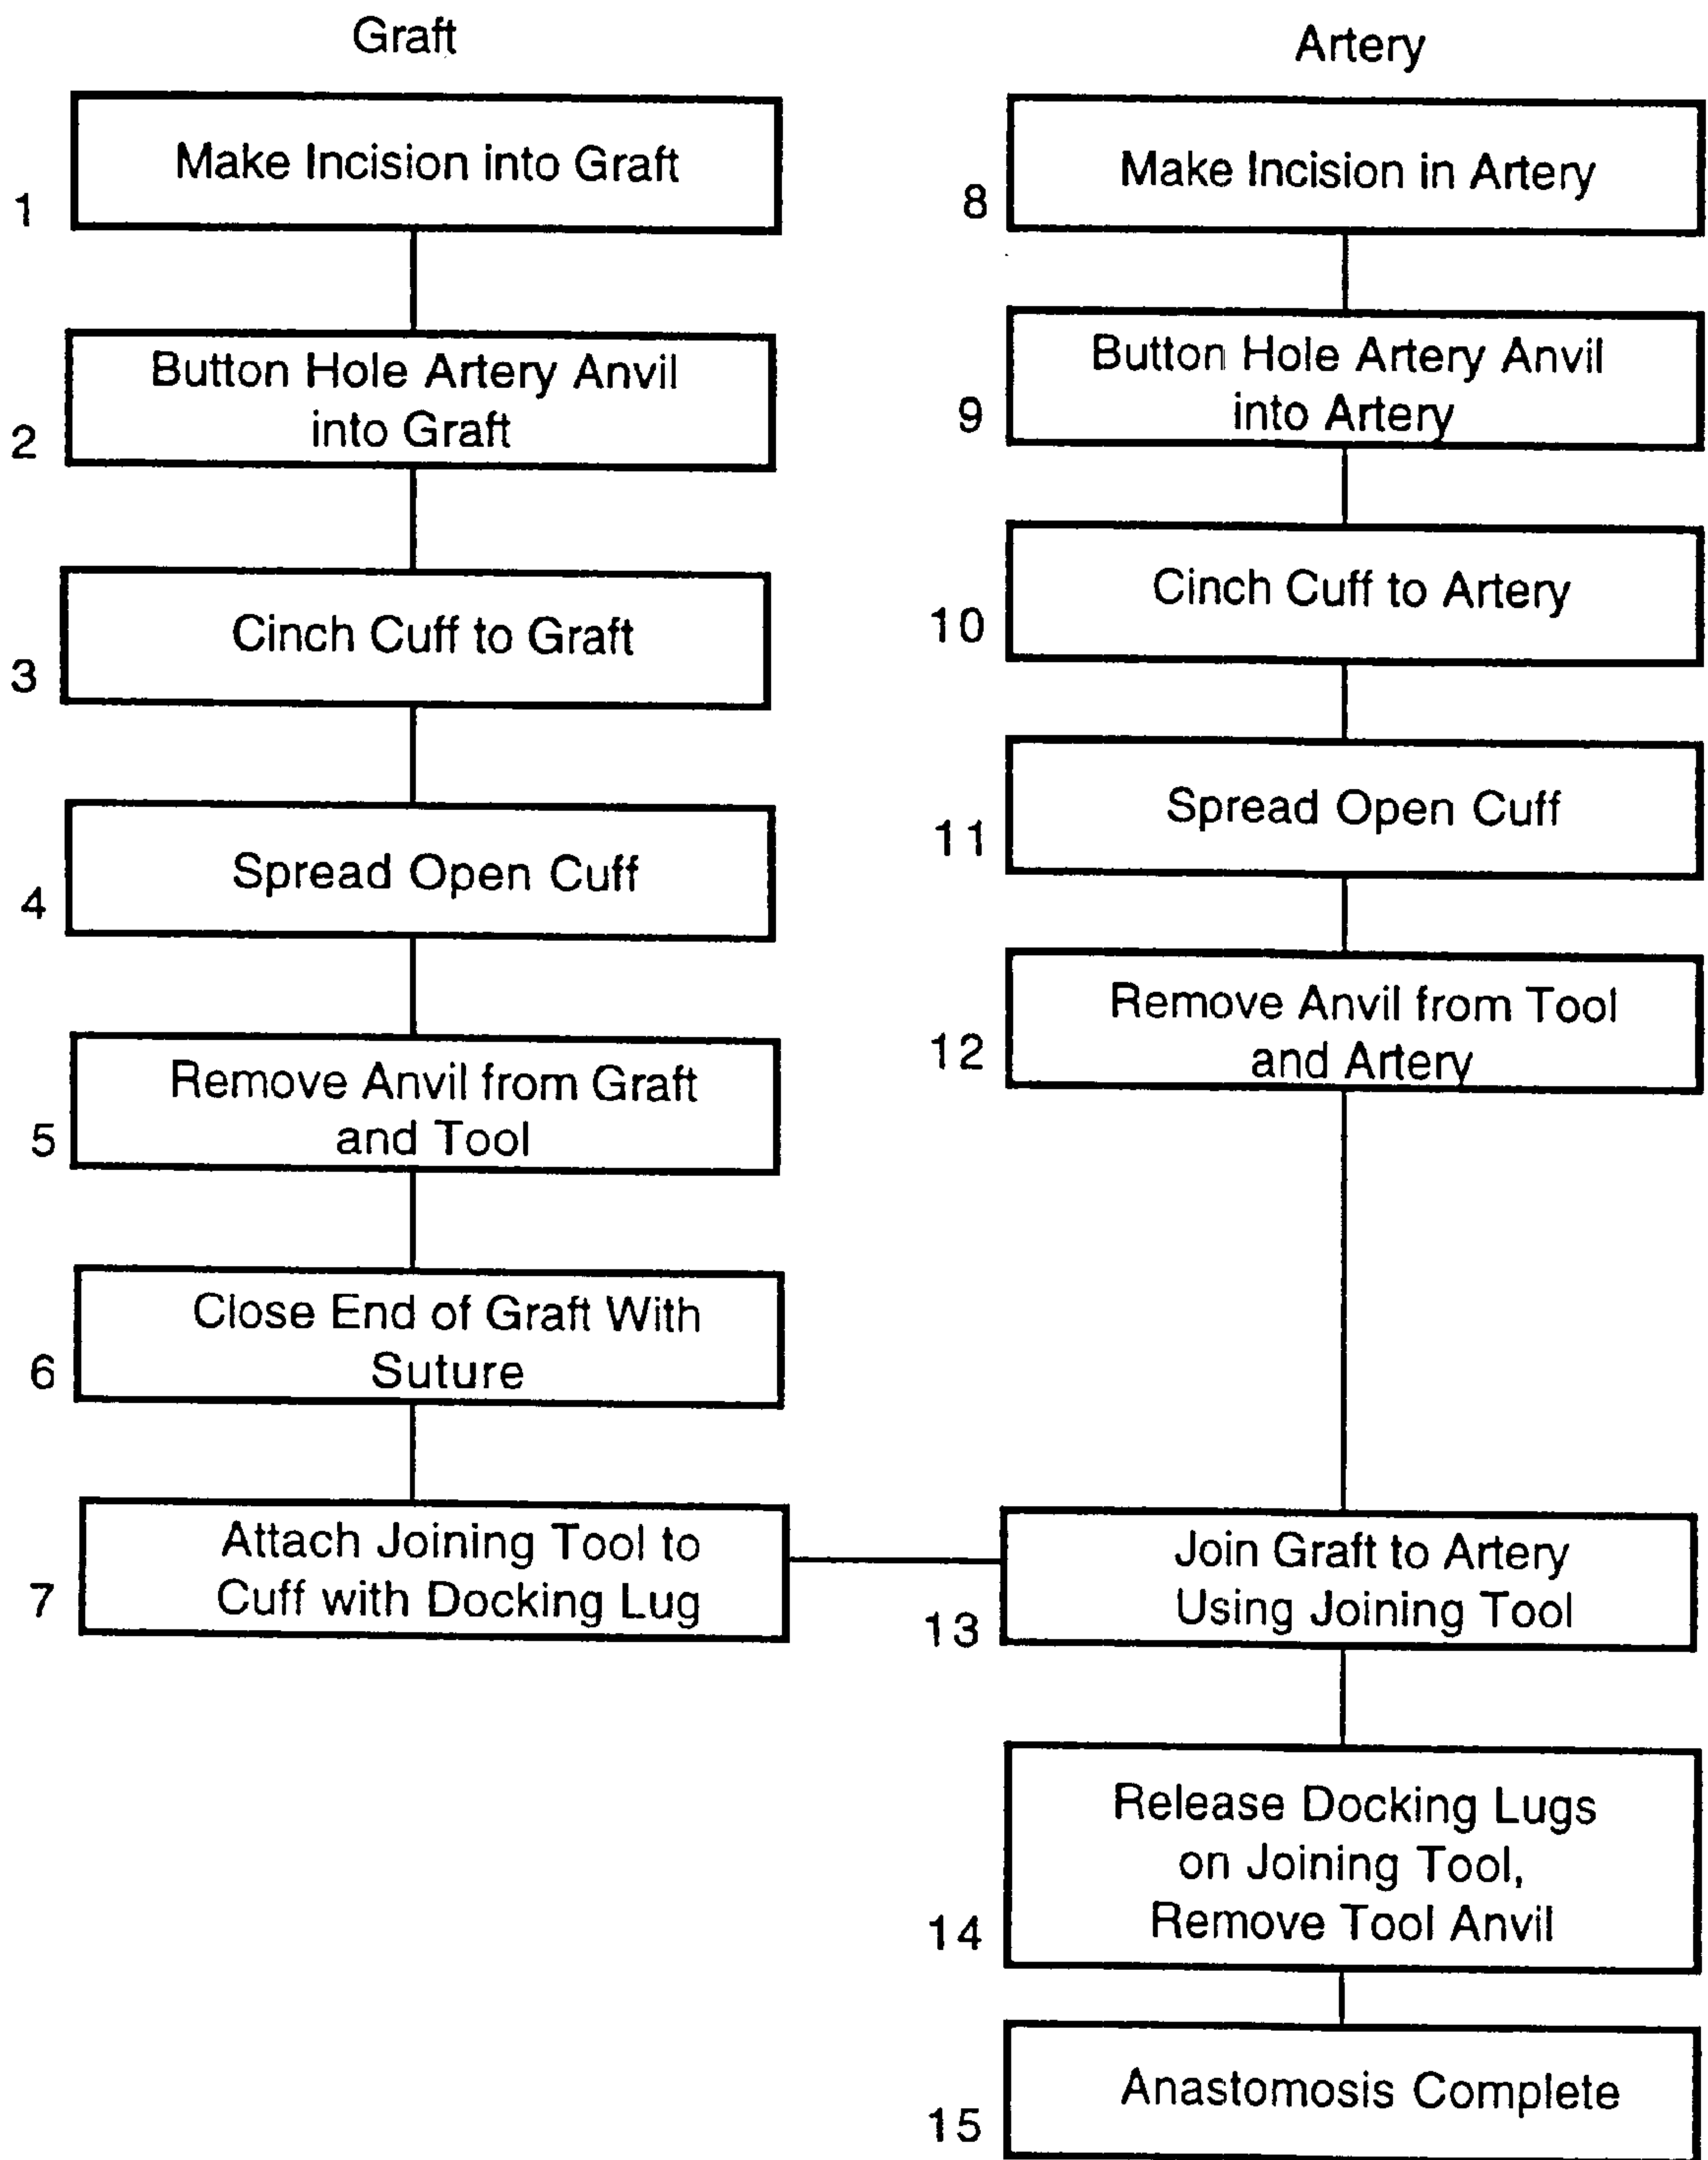 Graft
Make Incision into Graft
1
Button Hole Artery Anvil
into Graft
2
Cinch Cuff to Graft
3
Spread Open Cuff
4
Remove Anvil from Graft
and Tool
5
Close End of Graft With
Suture
6
Attach Joining Tool to
Cuff with Docking Lug
7
Artery
Make Incision in Artery
8
Button Hole Artery Anvil
into Artery
9
Cinch Cuff to Artery
10
Spread Open Cuff
11
Remove Anvil from Tool
and Artery
12
Join Graft to Artery
Using Joining Tool
13
Release Docking Lugs
on Joining Tool,
Remove Tool Anvil
14
Anastomosis Complete
15